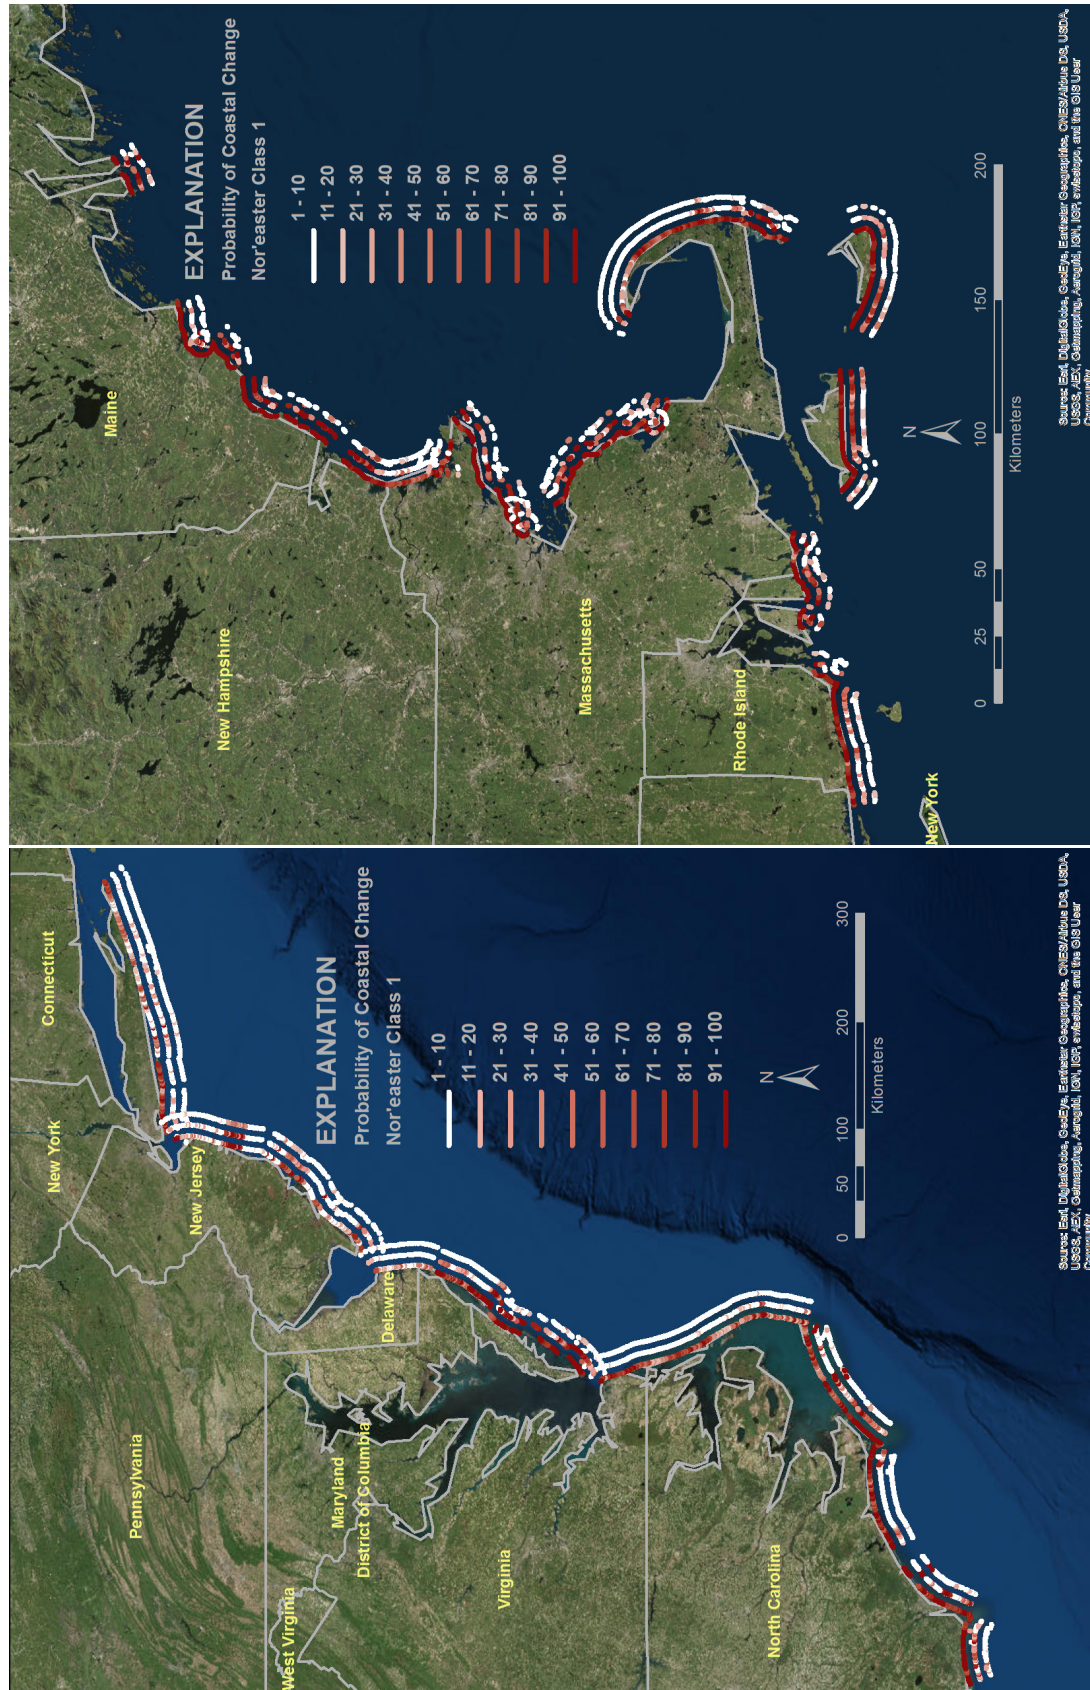 Maine
New Hampshire
Massachusetts
Rhode Island
New York
EXPLANATION
Probability of Coastal Change
Nor'easter Class 1
1 - 10
11 - 20
21 - 30
31 - 40
41 - 50
51 - 60
61 - 70
71 - 80
81 - 90
91 - 100
N
0 25 50 100 150 200
Kilometers
Source: Esri, DigitalGlobe, GeoEye, Earthstar Geographics, CNES/Airbus DS, USDA,
USGS, AEX, Getmapping, Aerogrid, IGN, IGP, swisstopo, and the GIS User
Community
Connecticut
New York
New Jersey
Pennsylvania
Delaware
Maryland
District of Columbia
West Virginia
Virginia
North Carolina
EXPLANATION
Probability of Coastal Change
Nor'easter Class 1
1 - 10
11 - 20
21 - 30
31 - 40
41 - 50
51 - 60
61 - 70
71 - 80
81 - 90
91 - 100
N
0 50 100 200 300
Kilometers
Source: Esri, DigitalGlobe, GeoEye, Earthstar Geographics, CNES/Airbus DS, USDA,
USGS, AEX, Getmapping, Aerogrid, IGN, IGP, swisstopo, and the GIS User
Community